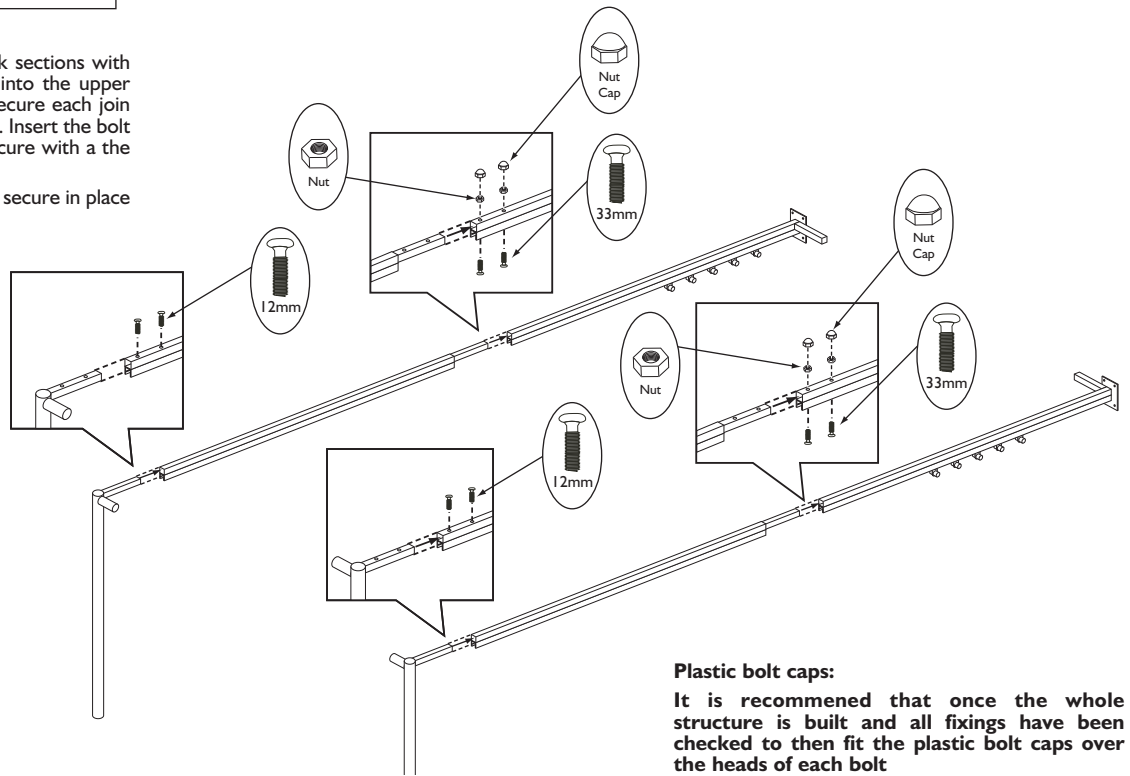 k sections with
into the upper
ecure each join
. Insert the bolt
cure with a the
secure in place
Nut
Cap
Nut
33mm
12mm
Nut
Cap
Nut
33mm
12mm
Plastic bolt caps:
It is recommened that once the whole
structure is built and all fixings have been
checked to then fit the plastic bolt caps over
the heads of each bolt